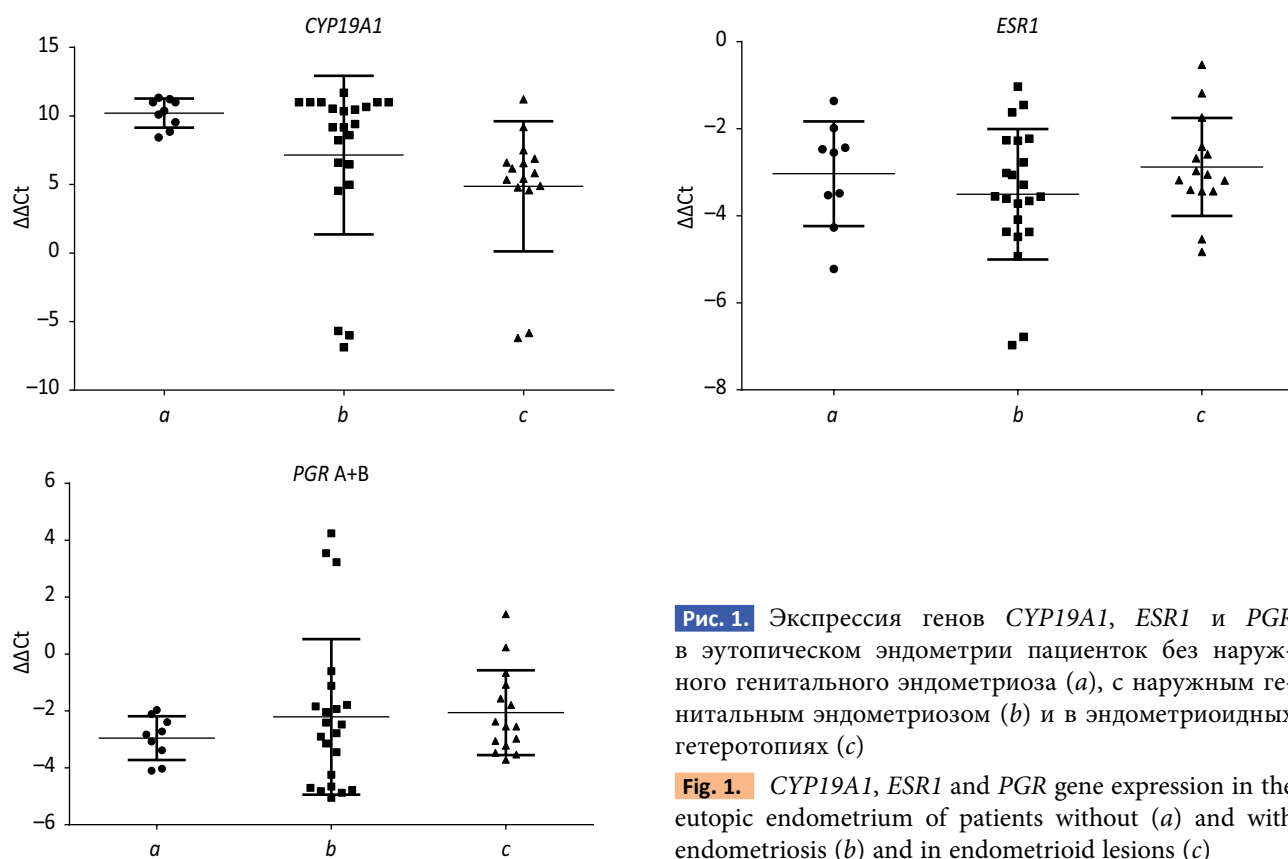 CYP19A1
15
10
5
0
–5
–10
ΔΔCt
a b c
ESR1
0
–2
–4
–6
–8
ΔΔCt
a b c
PGR A+B
6
4
2
0
–2
–4
–6
ΔΔCt
a b c
Рис. 1. Экспрессия генов CYP19A1, ESR1 и PGR
в эутопическом эндометрии пациенток без наруж-
ного генитального эндометриоза (a), с наружным ге-
нитальным эндометриозом (b) и в эндометриоидных
гетеротопиях (c)
Fig. 1. CYP19A1, ESR1 and PGR gene expression in the
eutopic endometrium of patients without (a) and with
endometriosis (b) and in endometrioid lesions (c)